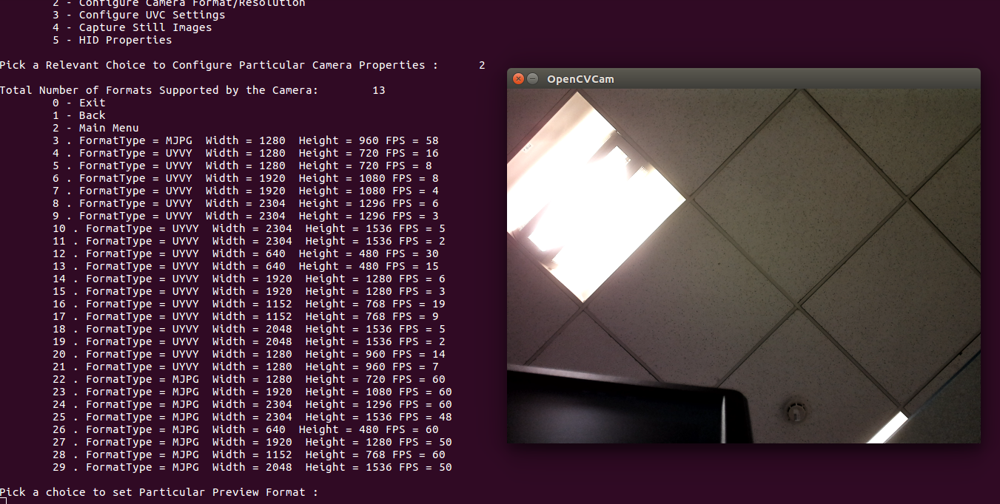 2 - Configure Camera Format/Resolution
3 - Configure UVC Settings
4 - Capture Still Images
5 - HID Properties
Pick a Relevant Choice to Configure Particular Camera Properties :      2
Total Number of Formats Supported by the Camera:        13
0 - Exit
1 - Back
2 - Main Menu
3 . FormatType = MJPG  Width = 1280  Height = 960 FPS = 58
4 . FormatType = UYVY  Width = 1280  Height = 720 FPS = 16
5 . FormatType = UYVY  Width = 1280  Height = 720 FPS = 8
6 . FormatType = UYVY  Width = 1920  Height = 1080 FPS = 8
7 . FormatType = UYVY  Width = 1920  Height = 1080 FPS = 4
8 . FormatType = UYVY  Width = 2304  Height = 1296 FPS = 6
9 . FormatType = UYVY  Width = 2304  Height = 1296 FPS = 3
10 . FormatType = UYVY  Width = 2304  Height = 1536 FPS = 5
11 . FormatType = UYVY  Width = 2304  Height = 1536 FPS = 2
12 . FormatType = UYVY  Width = 640  Height = 480 FPS = 30
13 . FormatType = UYVY  Width = 640  Height = 480 FPS = 15
14 . FormatType = UYVY  Width = 1920  Height = 1280 FPS = 6
15 . FormatType = UYVY  Width = 1920  Height = 1280 FPS = 3
16 . FormatType = UYVY  Width = 1152  Height = 768 FPS = 19
17 . FormatType = UYVY  Width = 1152  Height = 768 FPS = 9
18 . FormatType = UYVY  Width = 2048  Height = 1536 FPS = 5
19 . FormatType = UYVY  Width = 2048  Height = 1536 FPS = 2
20 . FormatType = UYVY  Width = 1280  Height = 960 FPS = 14
21 . FormatType = UYVY  Width = 1280  Height = 960 FPS = 7
22 . FormatType = MJPG  Width = 1280  Height = 720 FPS = 60
23 . FormatType = MJPG  Width = 1920  Height = 1080 FPS = 60
24 . FormatType = MJPG  Width = 2304  Height = 1296 FPS = 60
25 . FormatType = MJPG  Width = 2304  Height = 1536 FPS = 48
26 . FormatType = MJPG  Width = 640  Height = 480 FPS = 60
27 . FormatType = MJPG  Width = 1920  Height = 1280 FPS = 50
28 . FormatType = MJPG  Width = 1152  Height = 768 FPS = 60
29 . FormatType = MJPG  Width = 2048  Height = 1536 FPS = 50
Pick a choice to set Particular Preview Format :
OpenCVCam